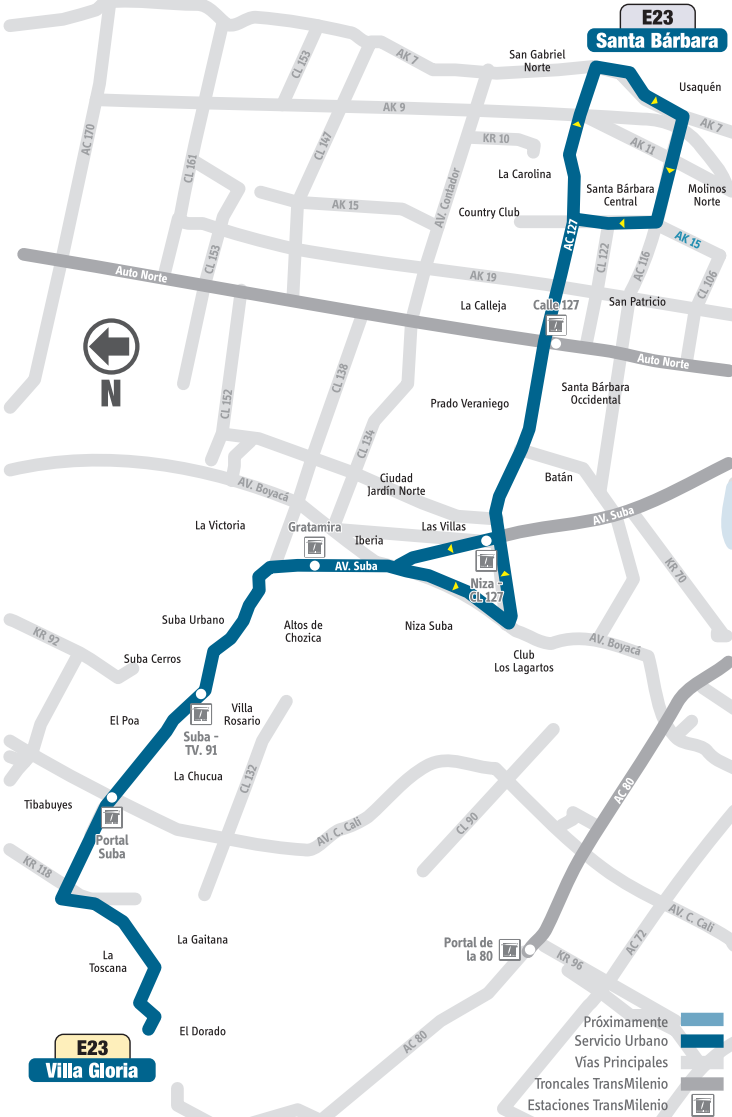 E23
Santa Bárbara
San Gabriel
Norte
Usaquén
CL 153
AK 7
AK 9
AK 7
AC 170
CL 147
KR 10
AK 11
CL 161
La Carolina
Santa Bárbara
Central
Molinos
Norte
AV. Contador
AK 15
Country Club
AC 127
AK 15
CL 153
CL 122
AC 116
CL 106
Auto Norte
AK 19
La Calleja
Calle 127
San Patricio
N
Auto Norte
CL 138
CL 152
Prado Veraniego
Santa Bárbara
Occidental
CL 134
Ciudad
Jardín Norte
Batán
AV. Boyacá
AV. Suba
La Victoria
Gratamira
Iberia
Las Villas
AV. Suba
Niza -
CL 127
KR 70
Suba Urbano
Altos de
Chozica
Niza Suba
KR 92
AV. Boyacá
Suba Cerros
Club
Los Lagartos
El Poa
Villa
Rosario
Suba -
TV. 91
La Chucua
CL 132
AC 80
Tibabuyes
Portal
Suba
AV. C. Cali
CL 90
KR 118
AV. C. Cali
La Gaitana
La
Toscana
Portal de
la 80
AC 72
KR 96
El Dorado
E23
Villa Gloria
AC 80
Próximamente
Servicio Urbano
Vías Principales
Troncales TransMilenio
Estaciones TransMilenio